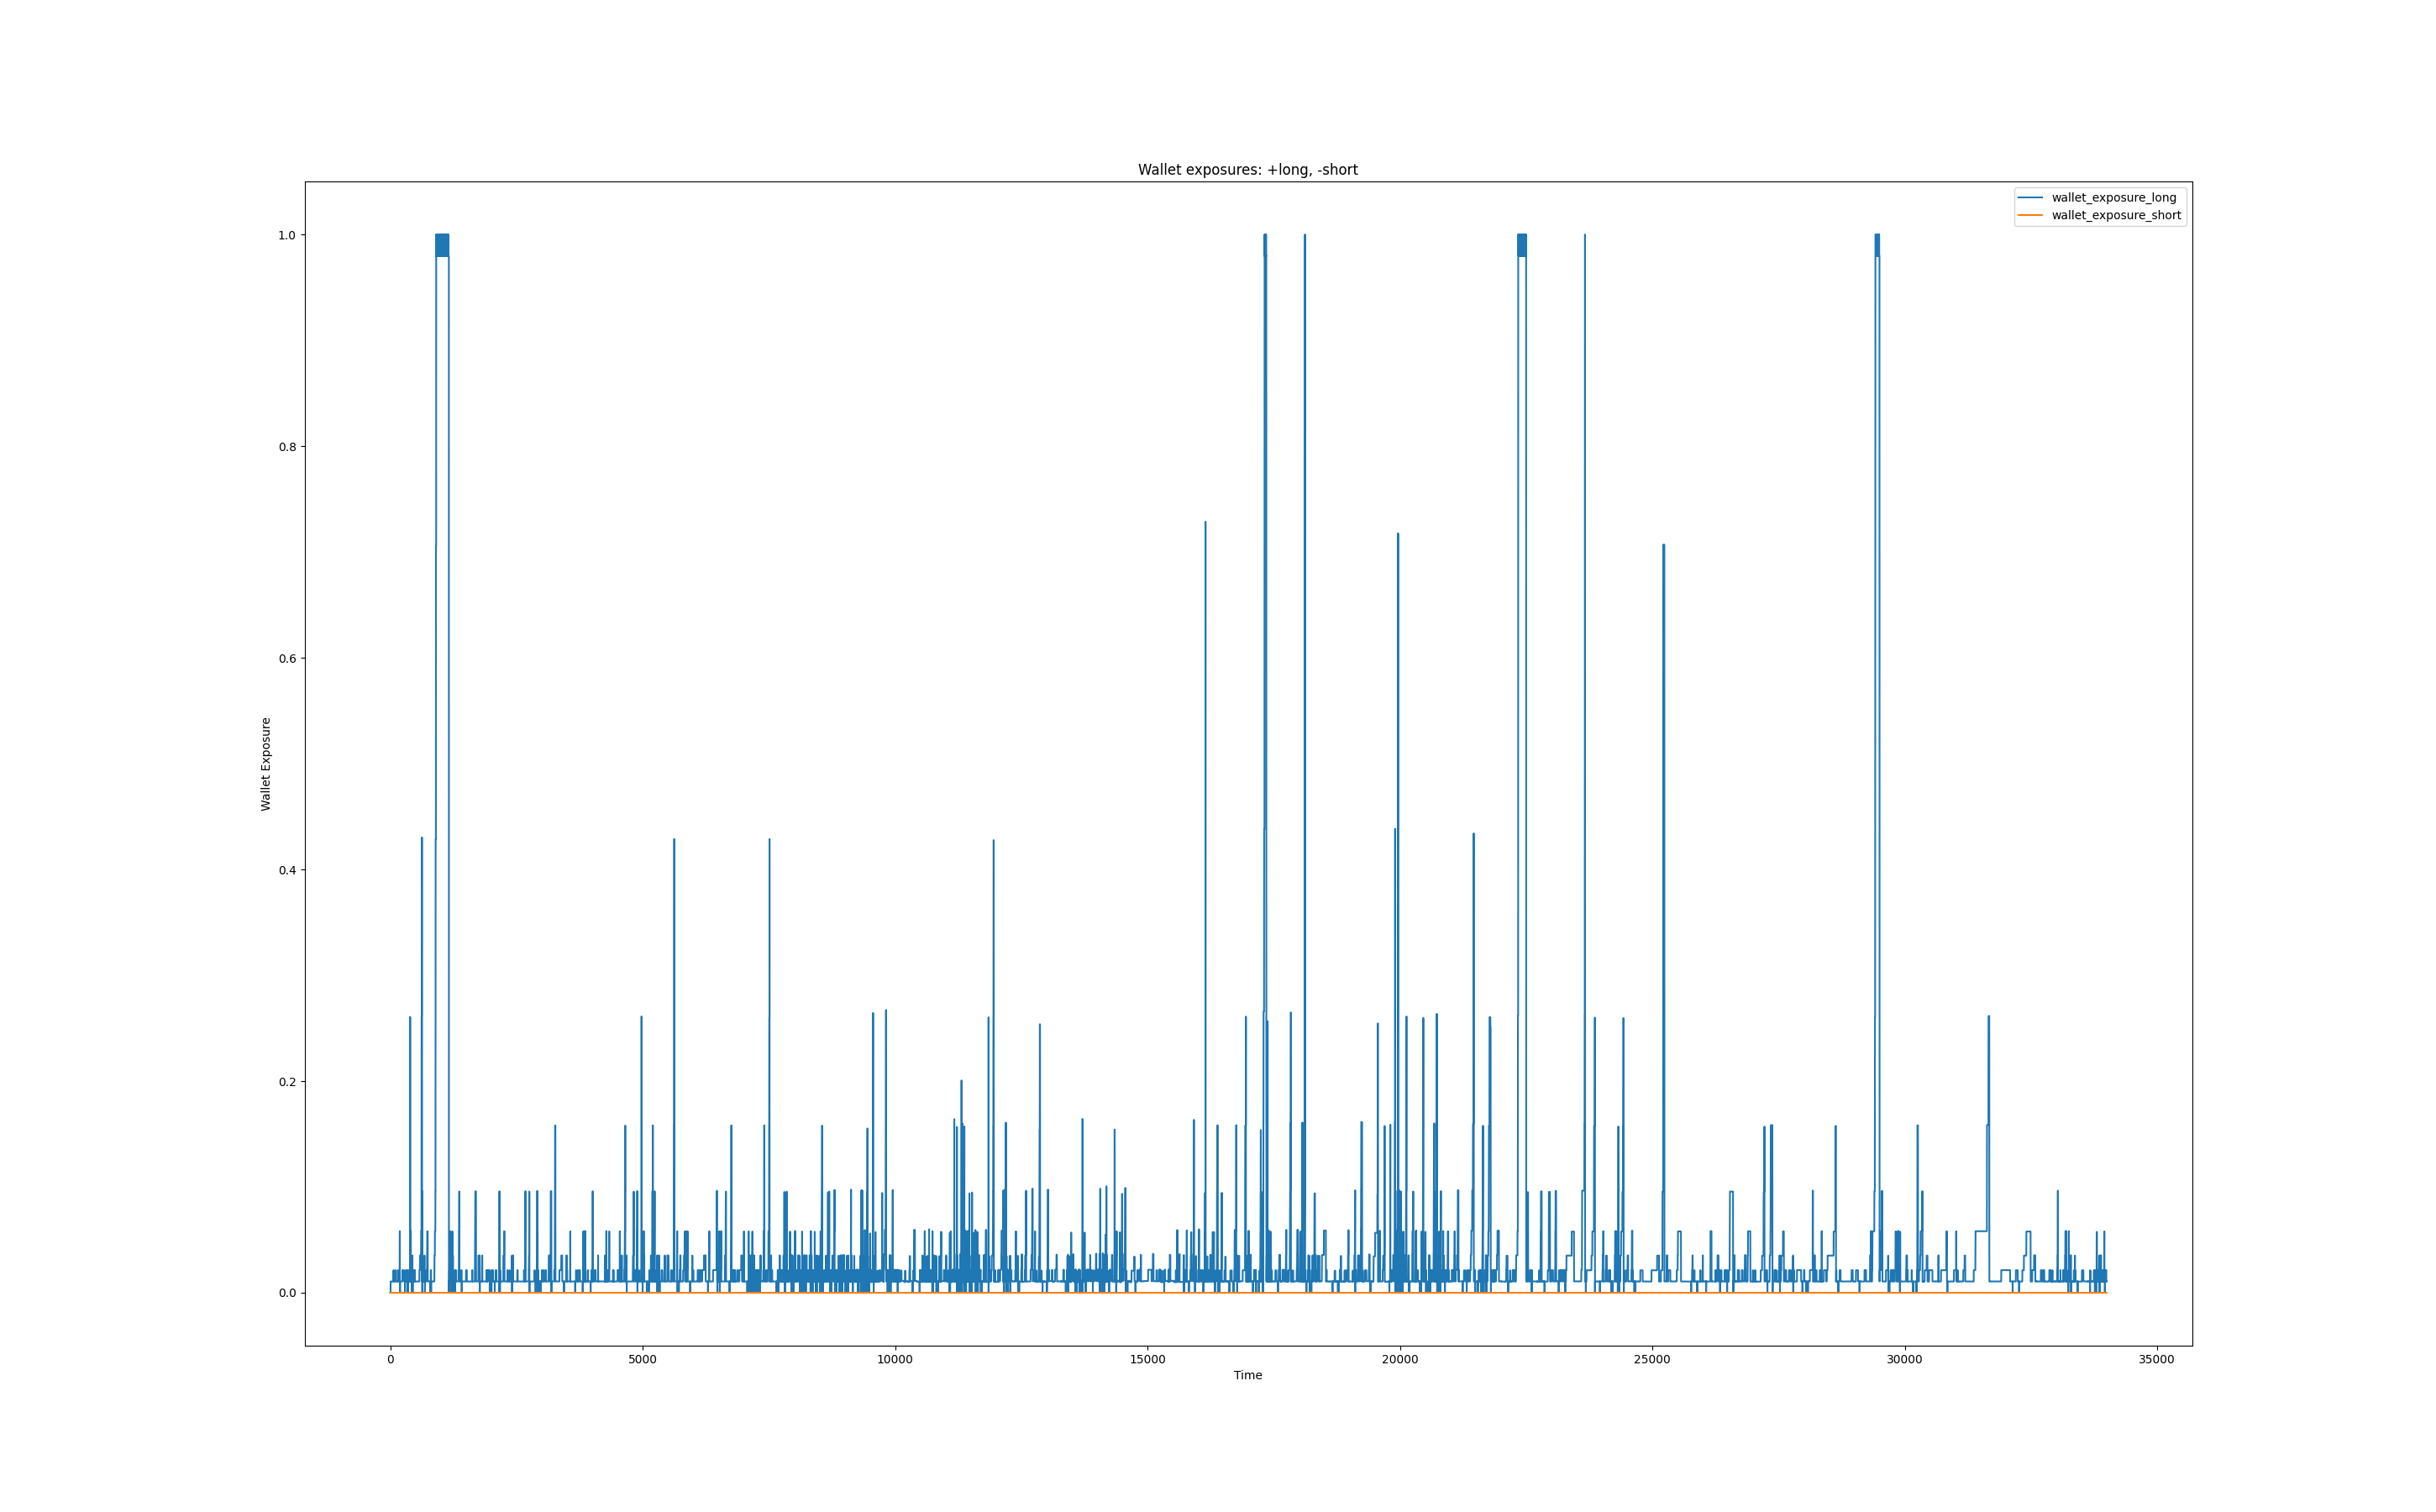 Wallet exposures: +long, -short
wallet_exposure_long
wallet_exposure_short
1.0
0.8
0.6
0.4
0.2
0.0
Wallet Exposure
0 5000 10000 15000 20000 25000 30000 35000
Time